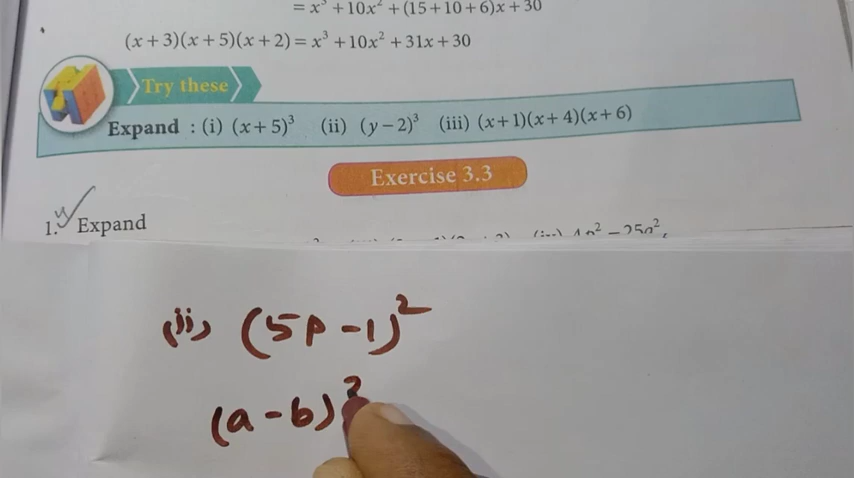 = x³ + 10x² + (15+10+6)x + 30
(x+3)(x+5)(x+2) = x³ + 10x² + 31x + 30
Try these
Expand : (i) (x+5)³ (ii) (y−2)³ (iii) (x+1)(x+4)(x+6)
Exercise 3.3
1. Expand
(ii) (5p −1)²
(a − b)²